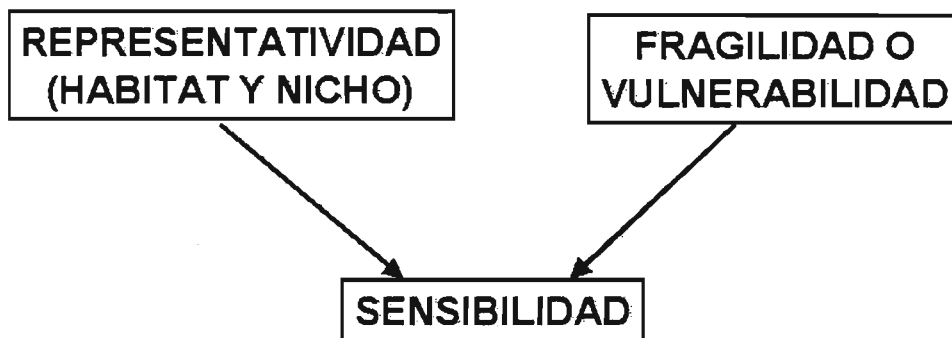 REPRESENTATIVIDAD
(HABITAT Y NICHO)
FRAGILIDAD O
VULNERABILIDAD
SENSIBILIDAD